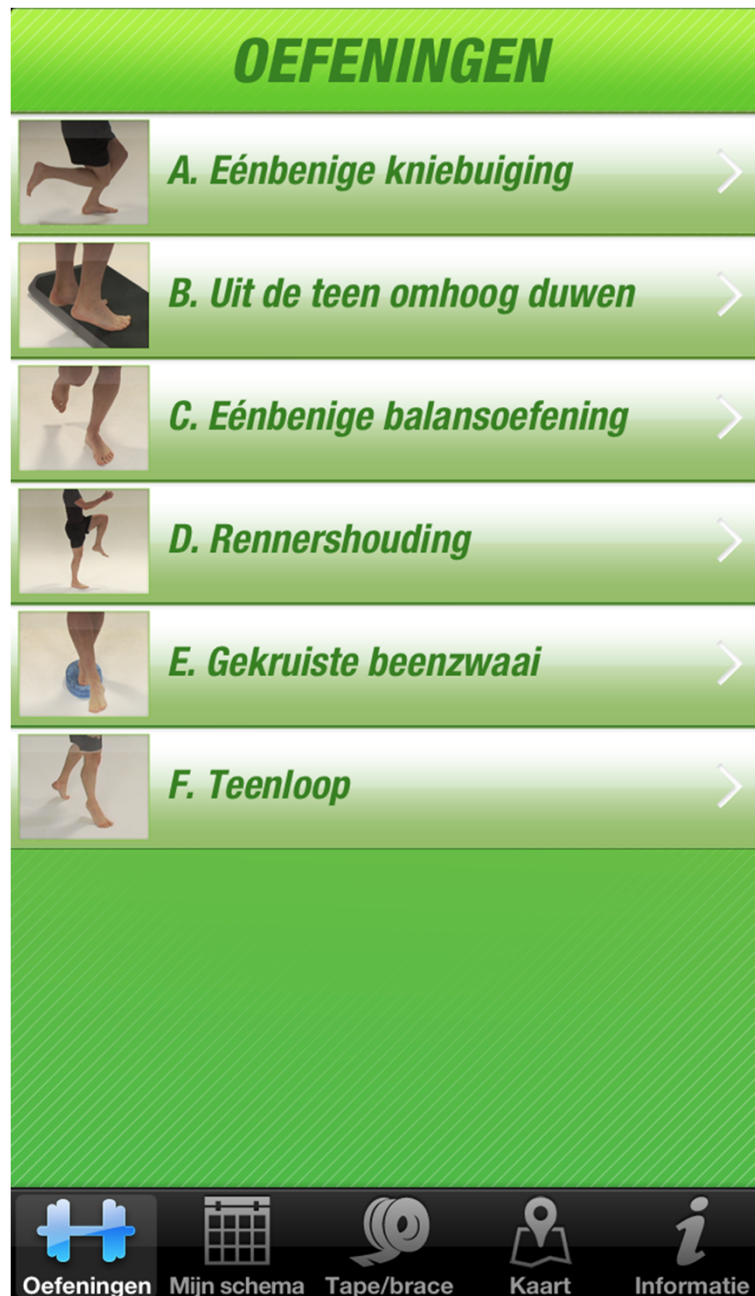 OEFENINGEN
A. Eénbenige kniebuiging
B. Uit de teen omhoog duwen
C. Eénbenige balansoefening
D. Rennershouding
E. Gekruiste beenzwaai
F. Teenloop
Oefeningen Mijn schema Tape/brace Kaart Informatie